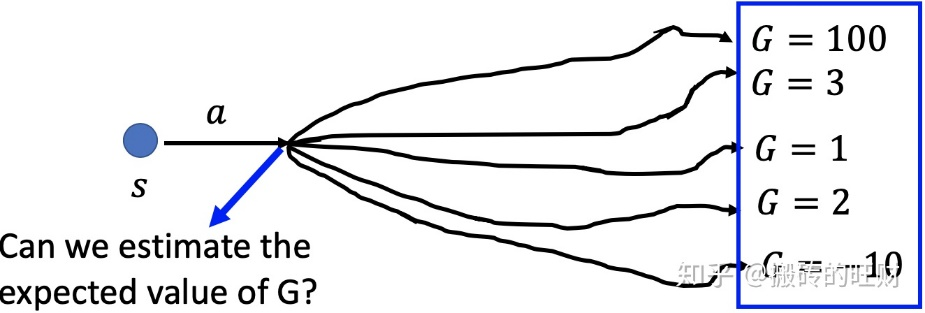 G = 100
a
G = 3
G = 1
s
G = 2
Can we estimate the
expected value of G?
G = -10
知乎 @搬砖的旺财